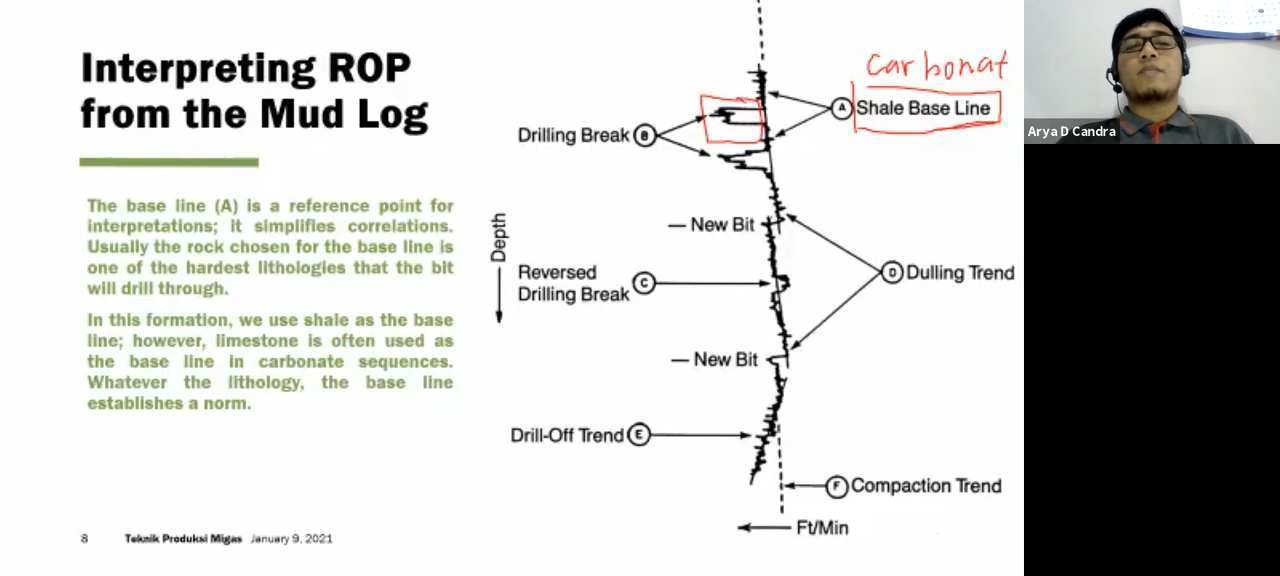 Interpreting ROP
from the Mud Log
The base line (A) is a reference point for
interpretations; it simplifies correlations.
Usually the rock chosen for the base line is
one of the hardest lithologies that the bit
will drill through.
In this formation, we use shale as the base
line; however, limestone is often used as
the base line in carbonate sequences.
Whatever the lithology, the base line
establishes a norm.
8 Teknik Produksi Migas January 9, 2021
carbonat
A Shale Base Line
Drilling Break B
Depth
New Bit
Reversed
Drilling Break C
D Dulling Trend
New Bit
Drill-Off Trend E
F Compaction Trend
Ft/Min
Arya D Candra